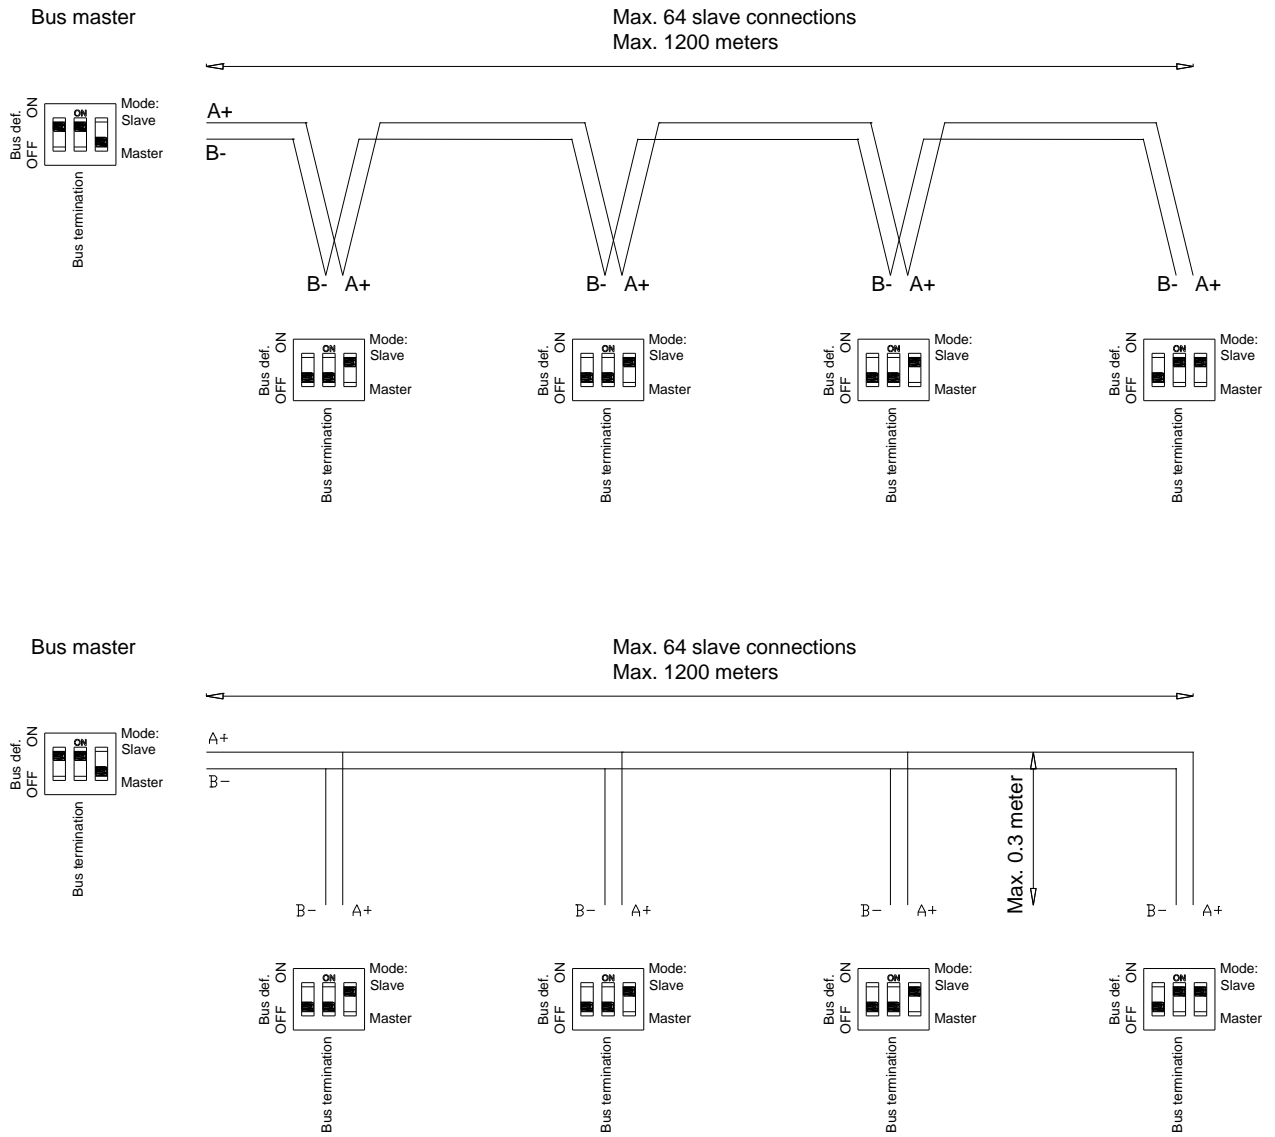 Bus master
Max. 64 slave connections
Max. 1200 meters
Bus def.
OFF ON
ON
Mode:
Slave
Master
Bus termination
A+
B-
B- A+
B- A+
B- A+
B- A+
Bus def.
OFF ON
ON
Mode:
Slave
Master
Bus termination
Bus def.
OFF ON
ON
Mode:
Slave
Master
Bus termination
Bus def.
OFF ON
ON
Mode:
Slave
Master
Bus termination
Bus def.
OFF ON
ON
Mode:
Slave
Master
Bus termination
Bus master
Max. 64 slave connections
Max. 1200 meters
Bus def.
OFF ON
ON
Mode:
Slave
Master
Bus termination
A+
B-
Max. 0.3 meter
B- A+
B- A+
B- A+
B- A+
Bus def.
OFF ON
ON
Mode:
Slave
Master
Bus termination
Bus def.
OFF ON
ON
Mode:
Slave
Master
Bus termination
Bus def.
OFF ON
ON
Mode:
Slave
Master
Bus termination
Bus def.
OFF ON
ON
Mode:
Slave
Master
Bus termination